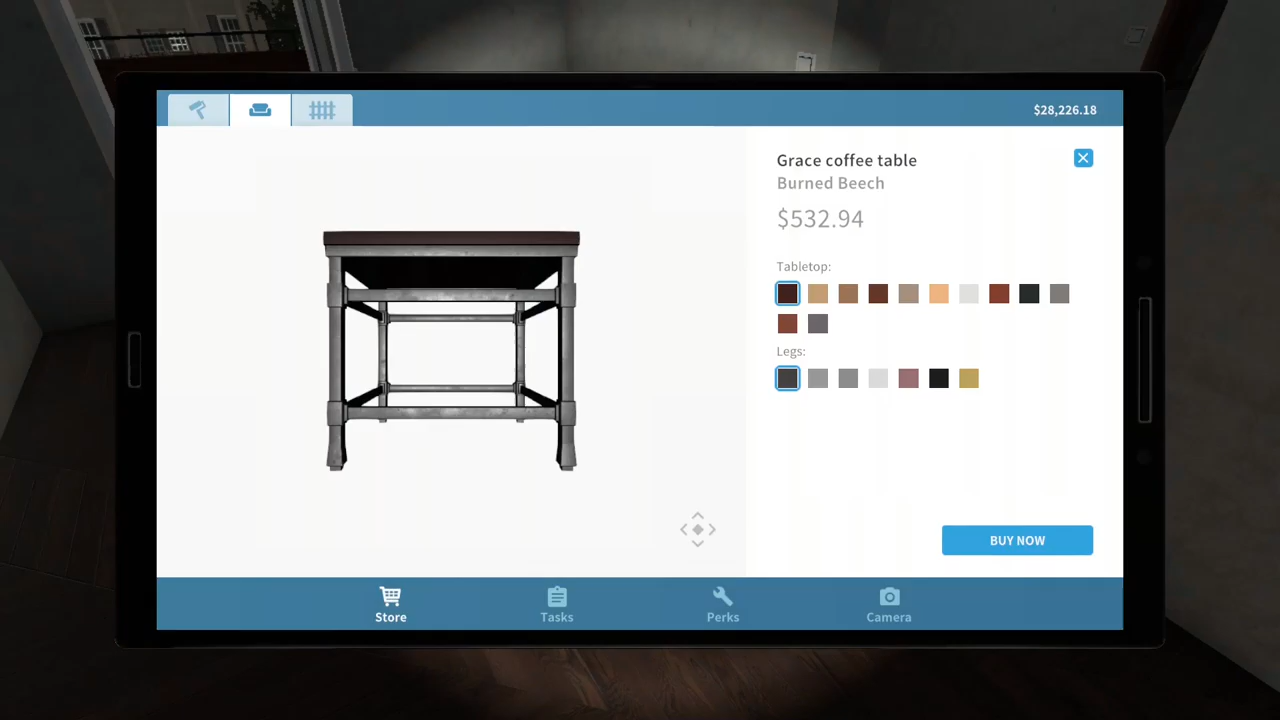 $28,226.18
Grace coffee table
Burned Beech
$532.94
Tabletop:
Legs:
BUY NOW
Store
Tasks
Perks
Camera